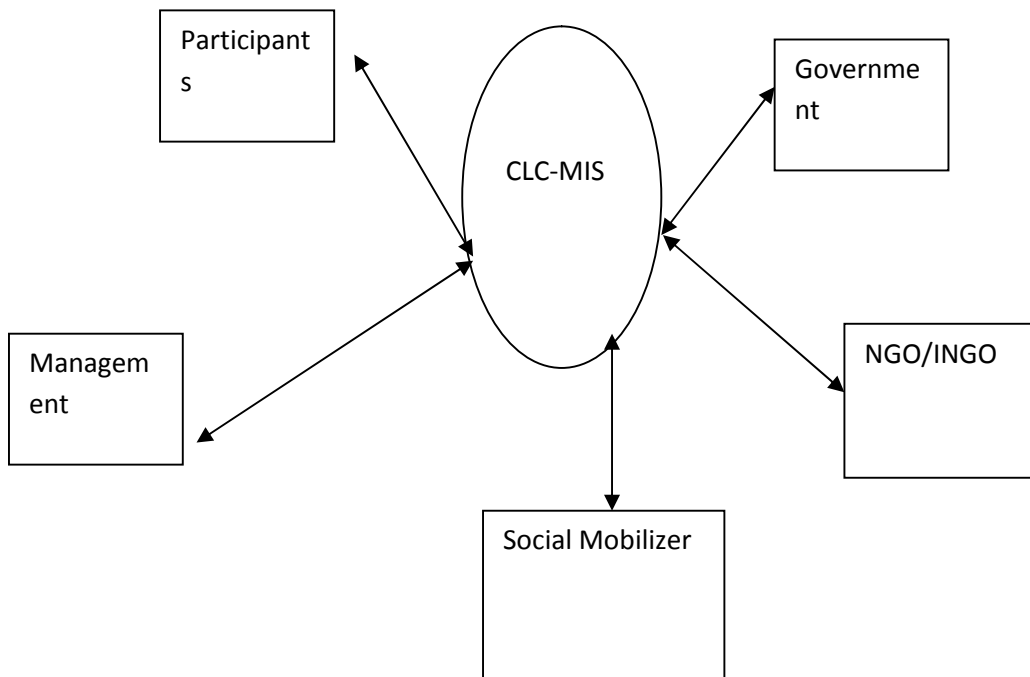 Participant
s
Governme
nt
CLC-MIS
Managem
ent
NGO/INGO
Social Mobilizer